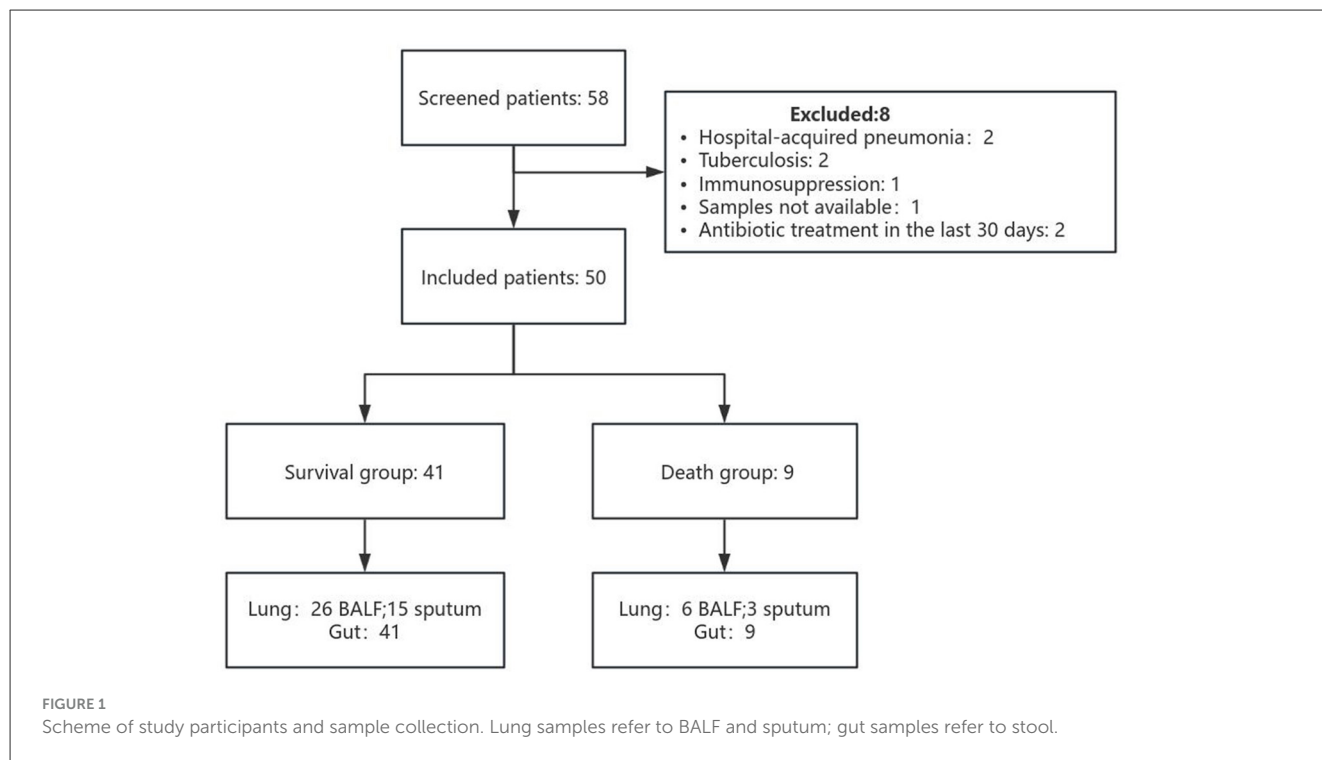 Screened patients: 58
Excluded:8
• Hospital-acquired pneumonia： 2
• Tuberculosis: 2
• Immunosuppression: 1
• Samples not available： 1
• Antibiotic treatment in the last 30 days: 2
Included patients: 50
Survival group: 41
Death group: 9
Lung： 26 BALF;15 sputum
Gut： 41
Lung： 6 BALF;3 sputum
Gut： 9
FIGURE 1
Scheme of study participants and sample collection. Lung samples refer to BALF and sputum; gut samples refer to stool.